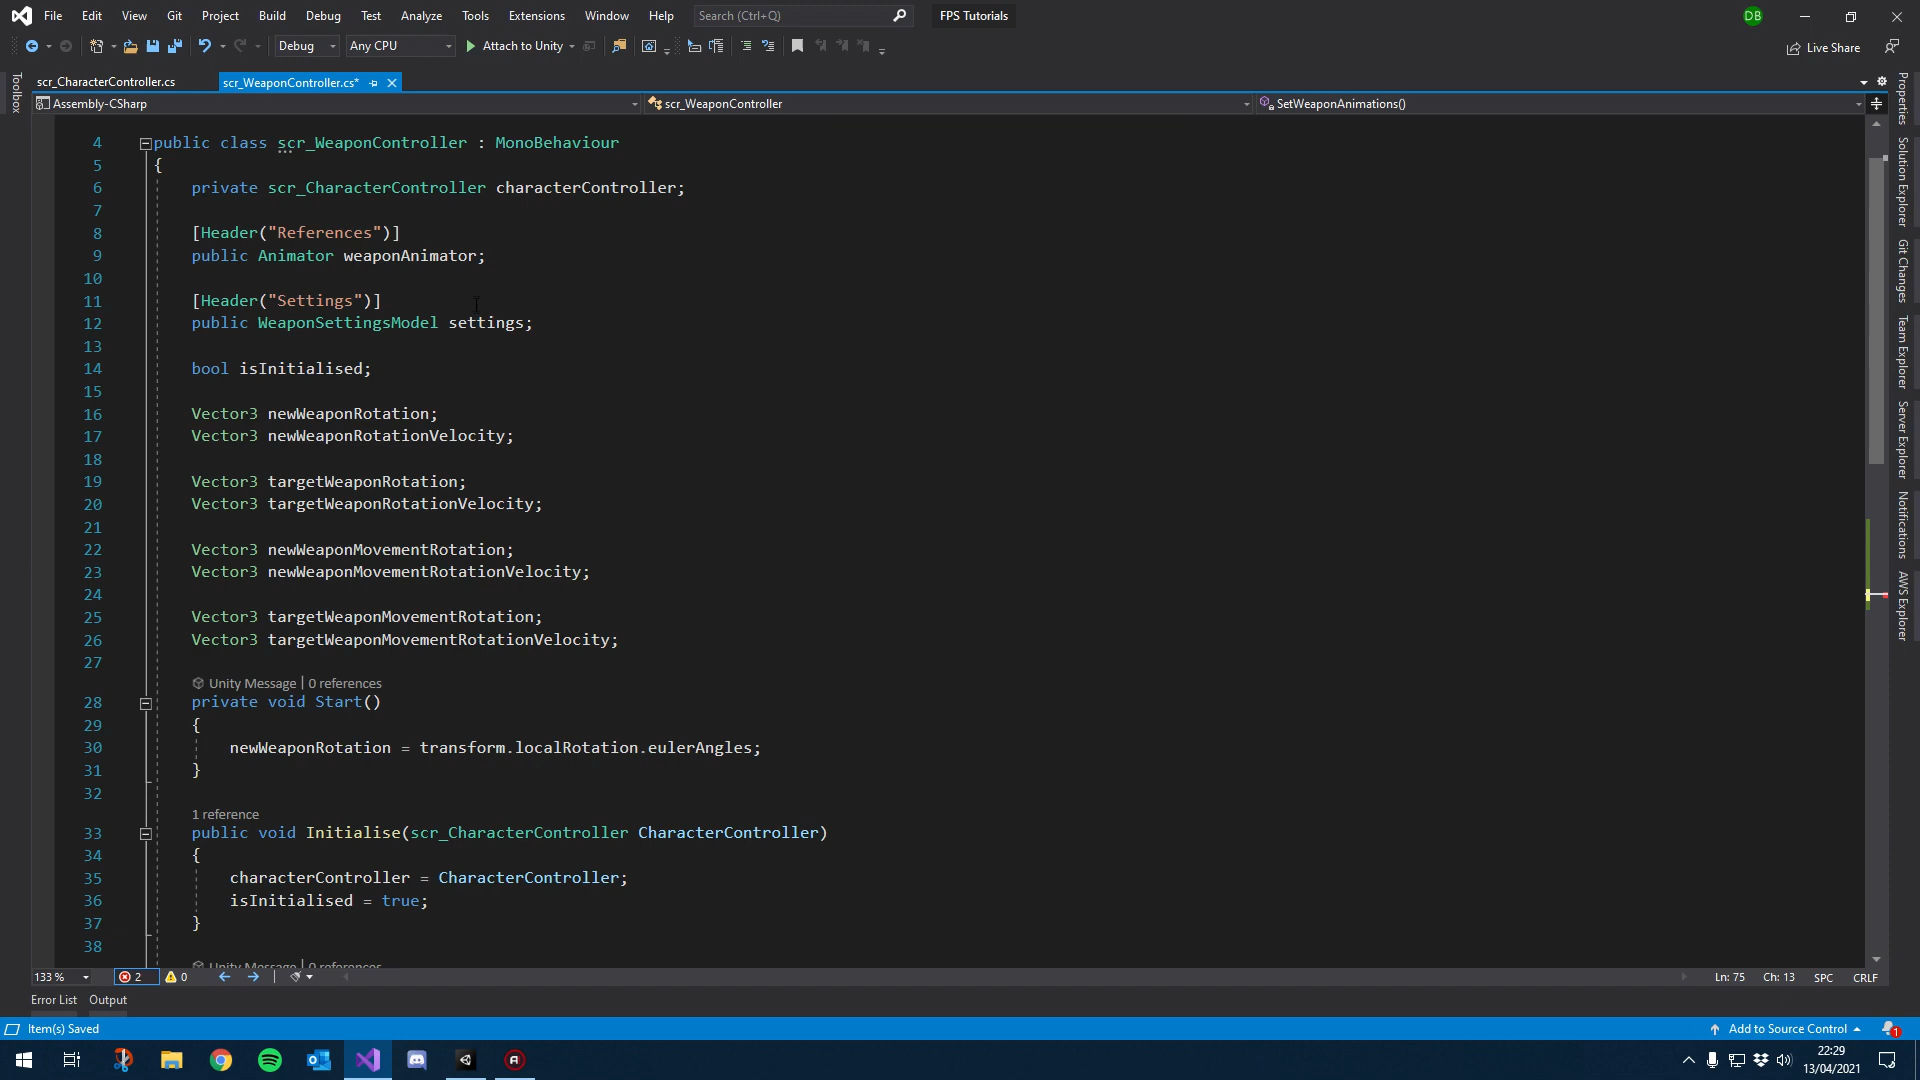 File Edit View Git Project Build Debug Test Analyze Tools Extensions Window Help Search (Ctrl+Q) FPS Tutorials DB
Debug Any CPU Attach to Unity Live Share
scr_CharacterController.cs scr_WeaponController.cs*
Assembly-CSharp scr_WeaponController SetWeaponAnimations()
Toolbox
4 public class scr_WeaponController : MonoBehaviour
5 {
6 private scr_CharacterController characterController;
7
8 [Header("References")]
9 public Animator weaponAnimator;
10
11 [Header("Settings")]
12 public WeaponSettingsModel settings;
13
14 bool isInitialised;
15
16 Vector3 newWeaponRotation;
17 Vector3 newWeaponRotationVelocity;
18
19 Vector3 targetWeaponRotation;
20 Vector3 targetWeaponRotationVelocity;
21
22 Vector3 newWeaponMovementRotation;
23 Vector3 newWeaponMovementRotationVelocity;
24
25 Vector3 targetWeaponMovementRotation;
26 Vector3 targetWeaponMovementRotationVelocity;
27
Unity Message | 0 references
28 private void Start()
29 {
30 newWeaponRotation = transform.localRotation.eulerAngles;
31 }
32
1 reference
33 public void Initialise(scr_CharacterController CharacterController)
34 {
35 characterController = CharacterController;
36 isInitialised = true;
37 }
38
Unity Message | 0 references
Properties
Solution Explorer
Git Changes
Team Explorer
Server Explorer
Notifications
AWS Explorer
133 % 2 0 Ln: 75 Ch: 13 SPC CRLF
Error List Output
Item(s) Saved Add to Source Control 1
22:29
13/04/2021